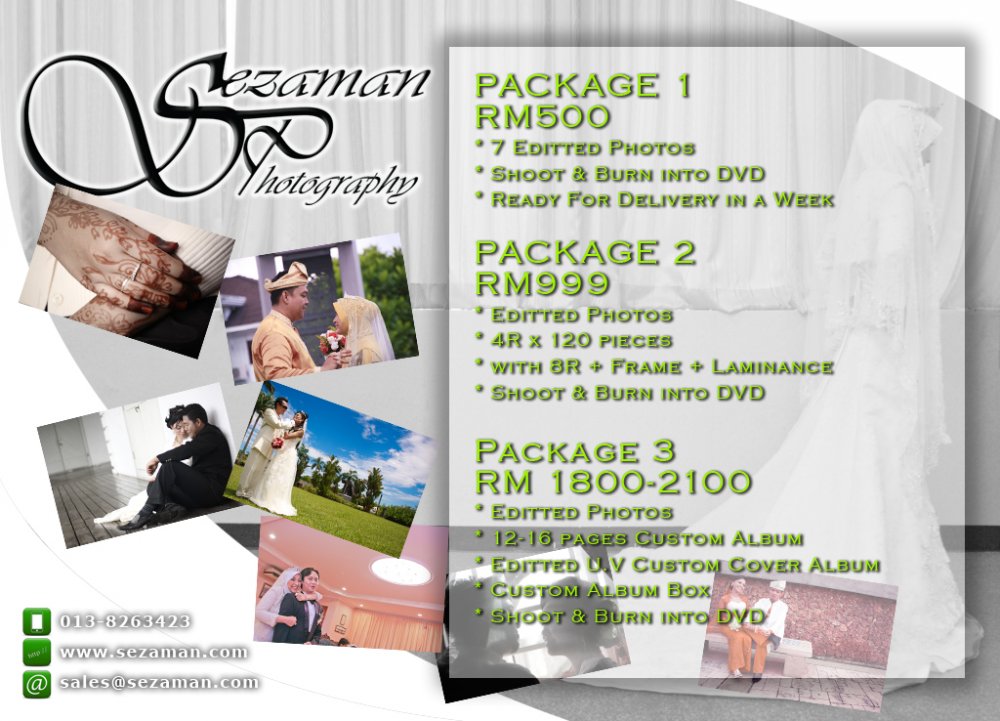 Sezaman
Photography
PACKAGE 1
RM500
* 7 Editted Photos
* Shoot & Burn into DVD
* Ready For Delivery in a Week
PACKAGE 2
RM999
* Editted Photos
* 4R x 120 pieces
* with 8R + Frame + Laminance
* Shoot & Burn into DVD
Package 3
RM 1800-2100
* Editted Photos
* 12-16 pages Custom Album
* Editted U.V Custom Cover Album
* Custom Album Box
* Shoot & Burn into DVD
013-8263423
http:// www.sezaman.com
@ sales@sezaman.com